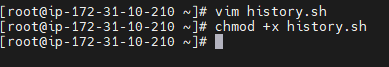 [root@ip-172-31-10-210 ~]# vim history.sh
[root@ip-172-31-10-210 ~]# chmod +x history.sh
[root@ip-172-31-10-210 ~]#